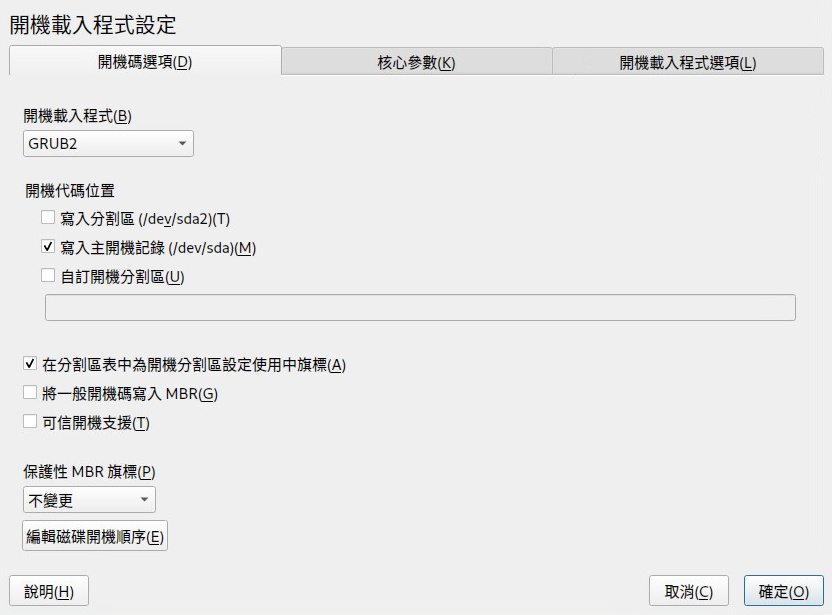 開機載入程式設定
開機碼選項(D) 核心參數(K) 開機載入程式選項(L)
開機載入程式(B)
GRUB2
開機代碼位置
寫入分割區 (/dev/sda2)(T)
寫入主開機記錄 (/dev/sda)(M)
自訂開機分割區(U)
在分割區表中為開機分割區設定使用中旗標(A)
將一般開機碼寫入 MBR(G)
可信開機支援(T)
保護性 MBR 旗標(P)
不變更
編輯磁碟開機順序(E)
說明(H) 取消(C) 確定(O)